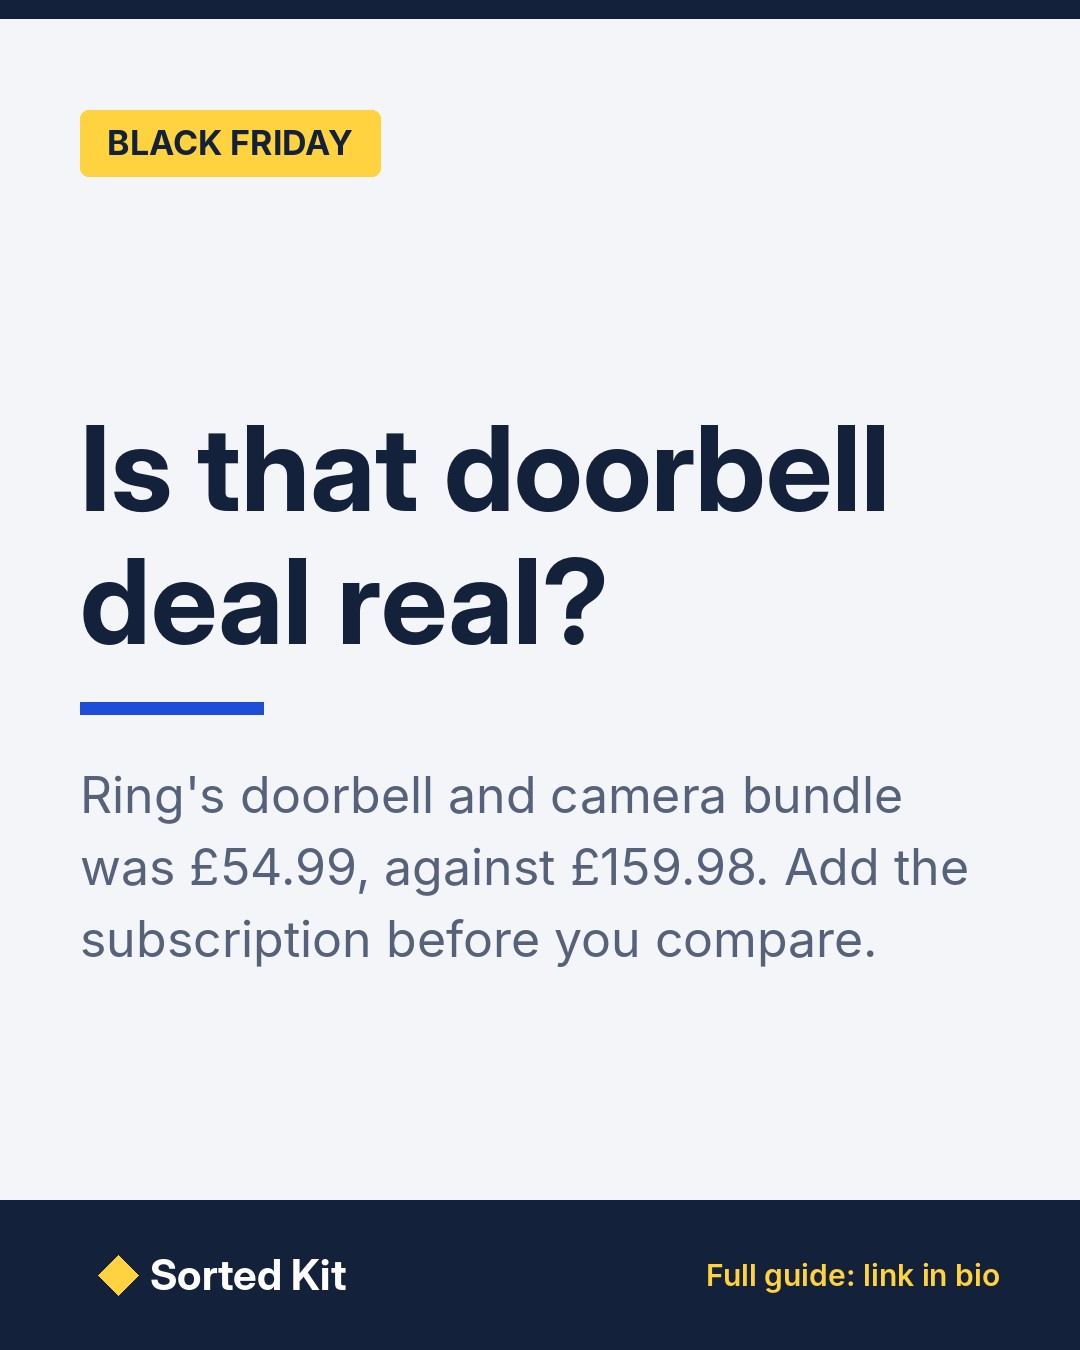 BLACK FRIDAY
Is that doorbell
deal real?
Ring's doorbell and camera bundle
was £54.99, against £159.98. Add the
subscription before you compare.
Sorted Kit
Full guide: link in bio